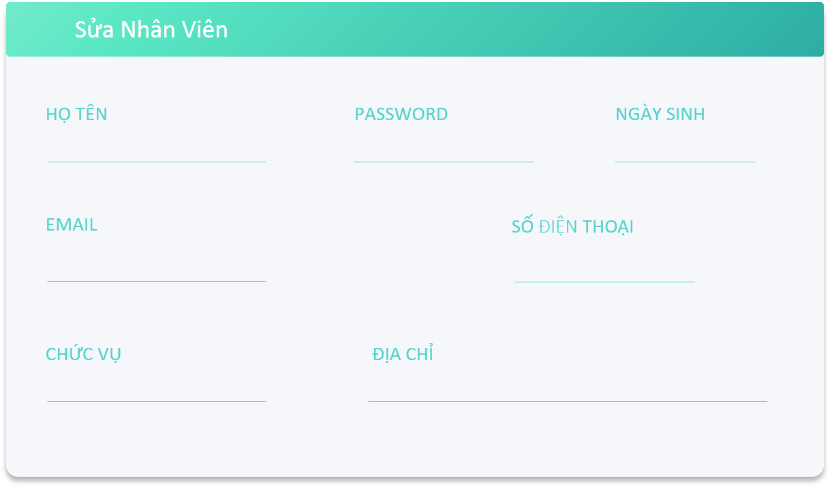 Sửa Nhân Viên
HỌ TÊN
PASSWORD
NGÀY SINH
EMAIL
SỐ ĐIỆN THOẠI
CHỨC VỤ
ĐỊA CHỈ